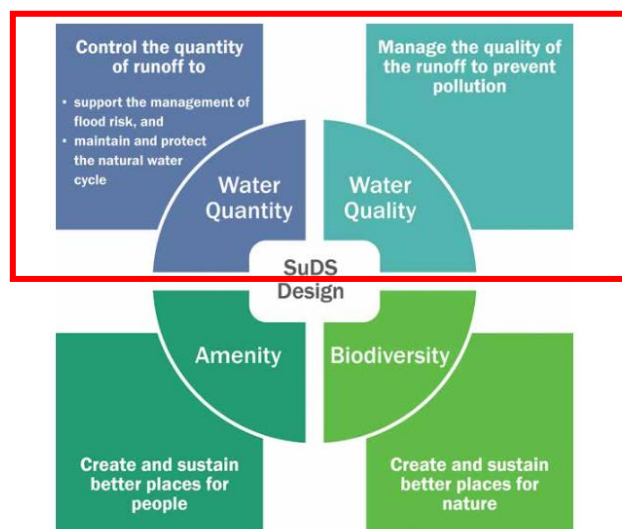 Control the quantity
of runoff to
• support the management of
flood risk, and
• maintain and protect
the natural water
cycle
Manage the quality of
the runoff to prevent
pollution
Water
Quantity
Water
Quality
SuDS
Design
Amenity
Biodiversity
Create and sustain
better places for
people
Create and sustain
better places for
nature